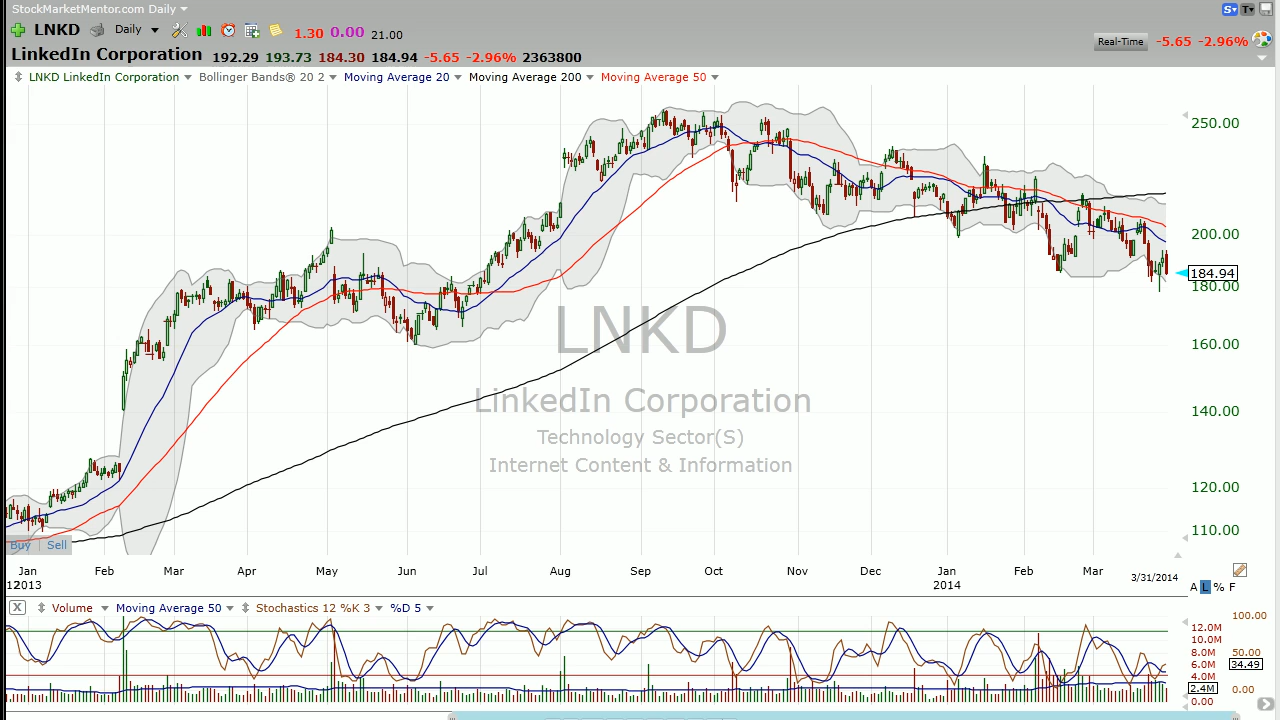 StockMarketMentor.com Daily
LNKD Daily 1.30 0.00 21.00
S T
LinkedIn Corporation 192.29 193.73 184.30 184.94 -5.65 -2.96% 2363800
Real-Time -5.65 -2.96%
LNKD LinkedIn Corporation Bollinger Bands® 20 2 Moving Average 20 Moving Average 200 Moving Average 50
250.00
200.00
184.94
180.00
160.00
140.00
120.00
110.00
LNKD
LinkedIn Corporation
Technology Sector(S)
Internet Content & Information
Buy Sell
Jan Feb Mar Apr May Jun Jul Aug Sep Oct Nov Dec Jan Feb Mar 3/31/2014
12 2013 2014
A L % F
X Volume Moving Average 50 Stochastics 12 %K 3 %D 5
100.00
12.0M
10.0M
8.0M 50.00
6.0M 34.49
4.0M
2.4M 0.00
0.00